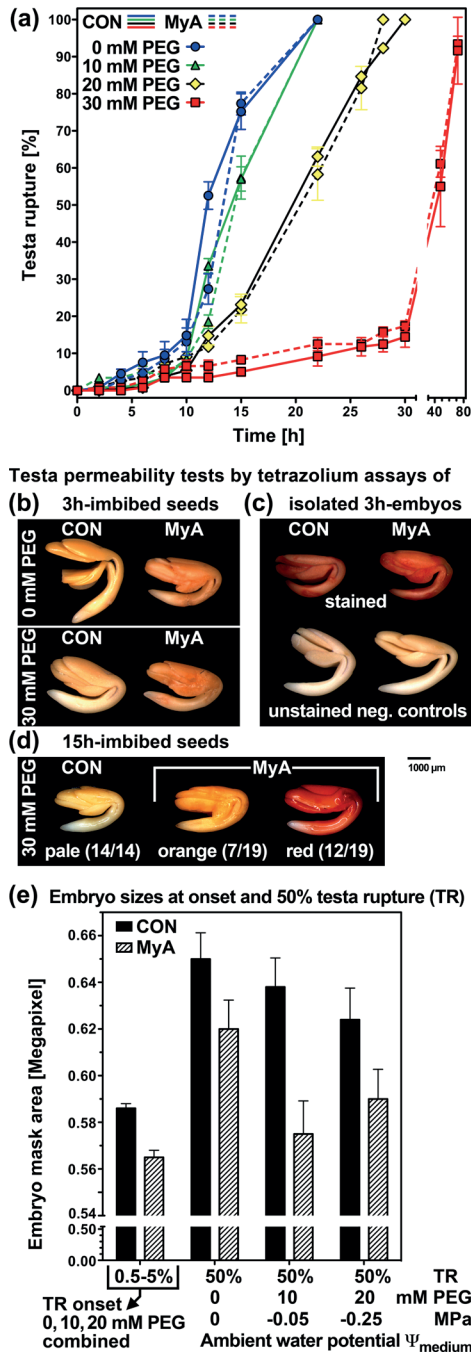 (a)
CON MyA
0 mM PEG
10 mM PEG
20 mM PEG
30 mM PEG
Testa rupture [%]
100
90
80
70
60
50
40
30
20
10
0
0 5 10 15 20 25 30 40 80
Time [h]
Testa permeability tests by tetrazolium assays of
(b) 3h-imbibed seeds
(c) isolated 3h-embyos
CON MyA
0 mM PEG
30 mM PEG
CON MyA
stained
unstained neg. controls
(d) 15h-imbibed seeds
30 mM PEG
CON MyA
pale (14/14) orange (7/19) red (12/19)
1000 µm
(e) Embryo sizes at onset and 50% testa rupture (TR)
CON
MyA
Embryo mask area [Megapixel]
0.66
0.64
0.62
0.60
0.58
0.56
0.54
0.50
0.00
0.5-5% 50% 50% 50% TR
TR onset 0 10 20 mM PEG
0, 10, 20 mM PEG 0 -0.05 -0.25 MPa
combined Ambient water potential Ψmedium